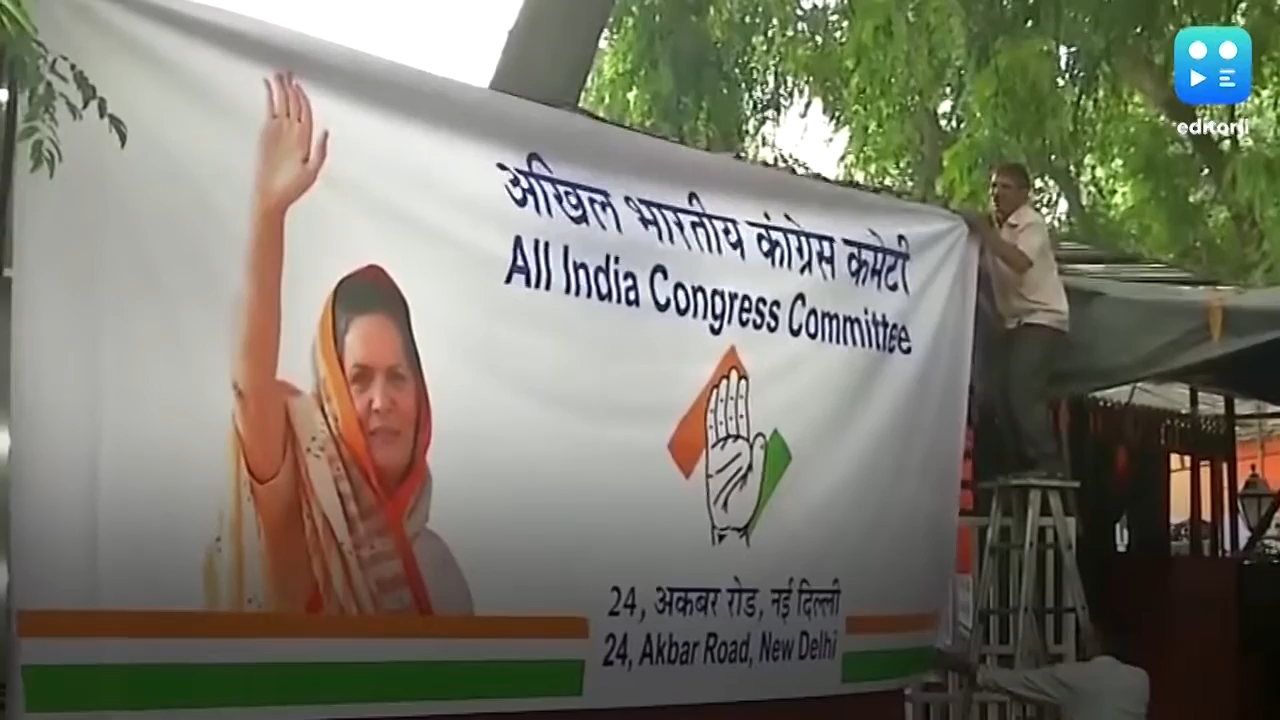 editorji
अखिल भारतीय कांग्रेस कमेटी
All India Congress Committee
24, अकबर रोड, नई दिल्ली
24, Akbar Road, New Delhi